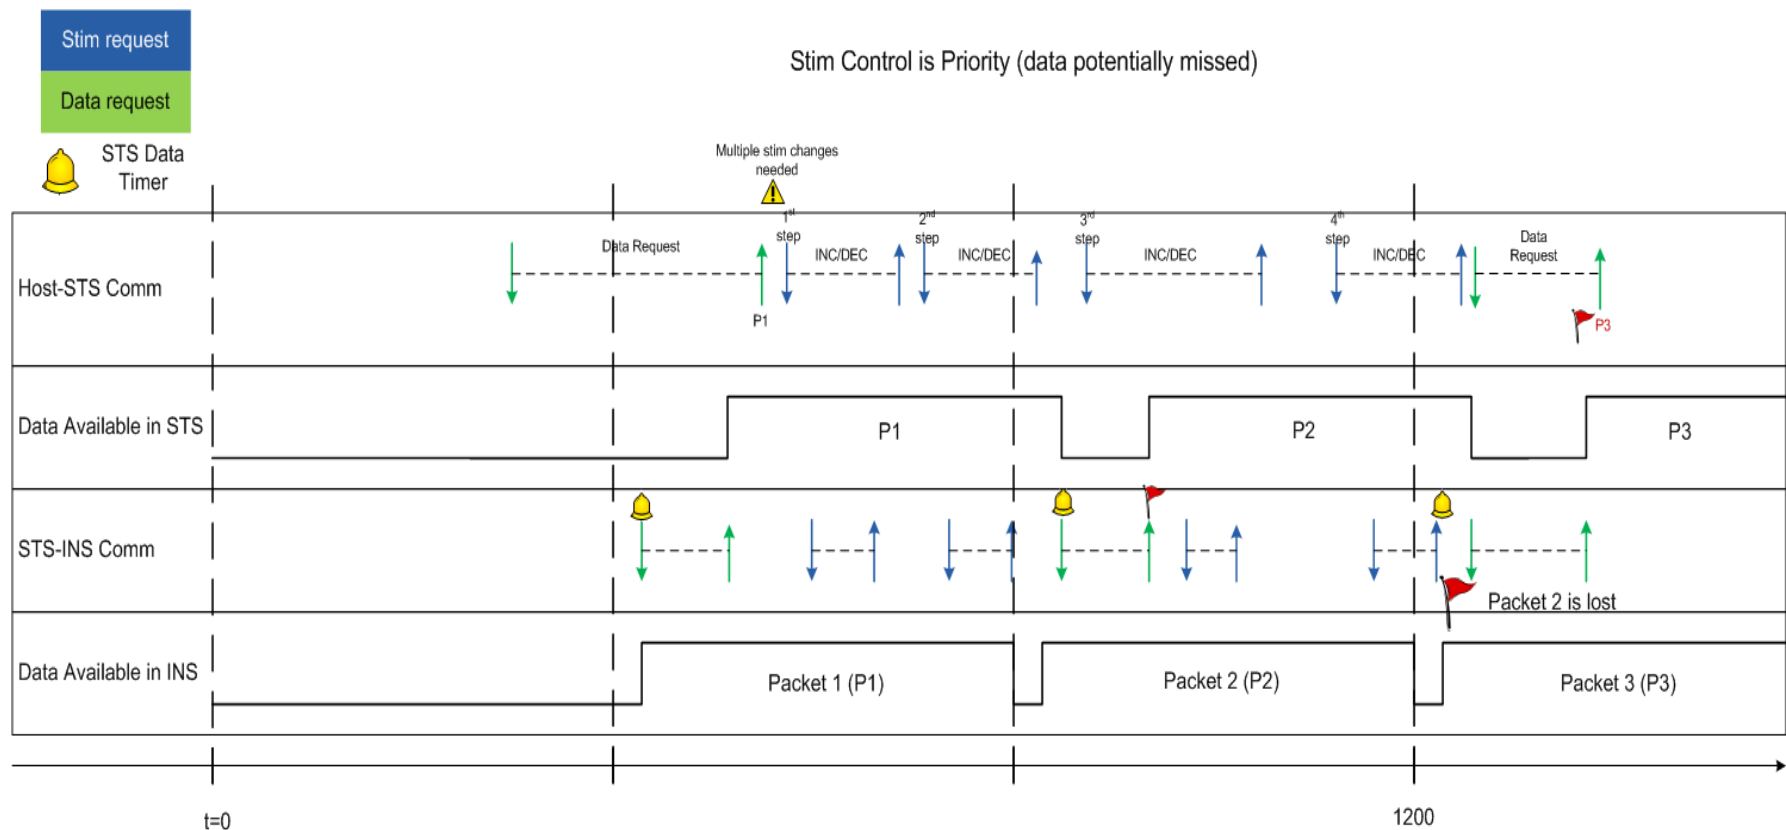 Stim request
Data request
STS Data
Timer
Stim Control is Priority (data potentially missed)
Multiple stim changes
needed
Host-STS Comm
Data Request
P1
1st
step
INC/DEC
2nd
step
INC/DEC
3rd
step
INC/DEC
4th
step
INC/DEC
Data
Request
P3
Data Available in STS
P1
P2
P3
STS-INS Comm
Packet 2 is lost
Data Available in INS
Packet 1 (P1)
Packet 2 (P2)
Packet 3 (P3)
t=0
1200